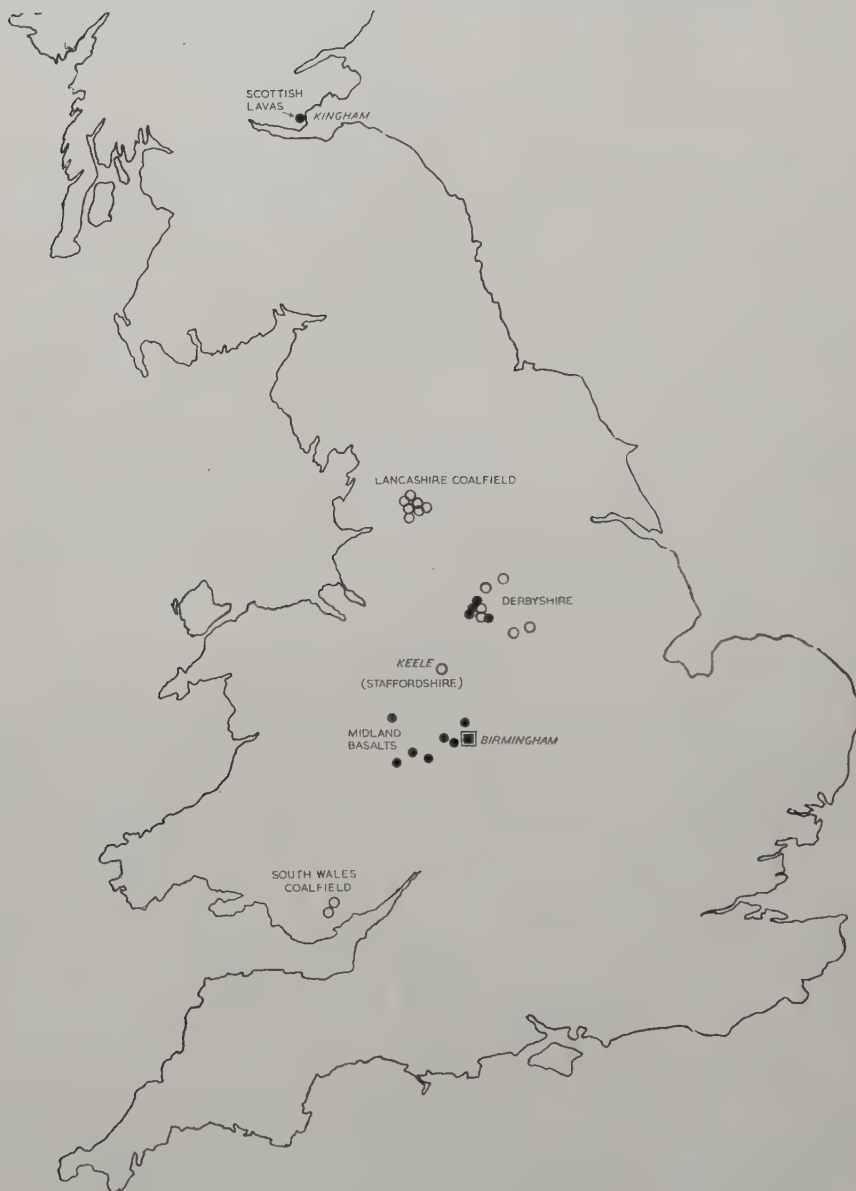 SCOTTISH
LAVAS
KINGHAM
LANCASHIRE COALFIELD
DERBYSHIRE
KEELE
(STAFFORDSHIRE)
MIDLAND
BASALTS
BIRMINGHAM
SOUTH WALES
COALFIELD